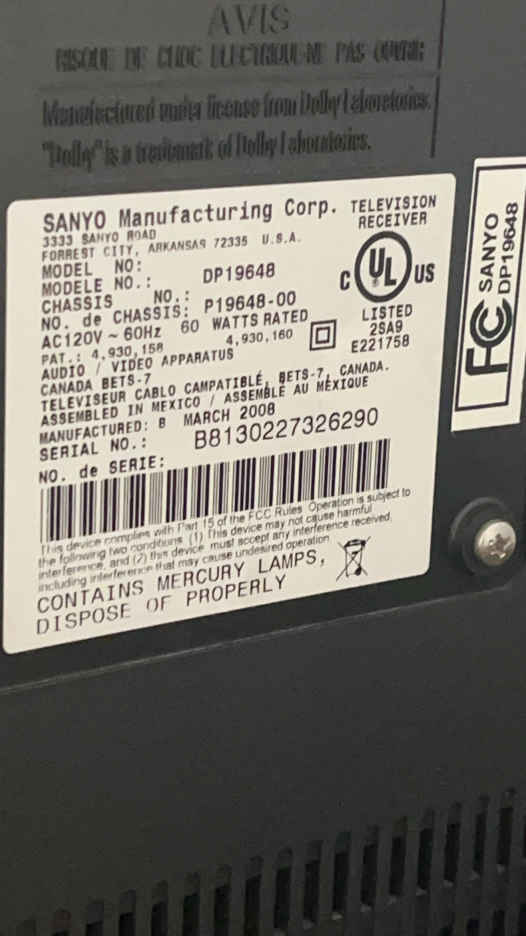 AVIS
RISQUE DE CHOC ELECTRIQUE-NE PAS OUVRIR
Manufactured under license from Dolby Laboratories.
"Dolby" is a trademark of Dolby Laboratories.
SANYO Manufacturing Corp.
TELEVISION RECEIVER
3333 SANYO ROAD
FORREST CITY, ARKANSAS 72335 U.S.A.
MODEL NO:
MODELE NO.: DP19648
CHASSIS NO.:
NO. de CHASSIS: P19648-00
AC120V ~ 60Hz 60 WATTS RATED
PAT.: 4,930,158 4,930,160
AUDIO / VIDEO APPARATUS
C UL US
LISTED
2SA9
E221758
CANADA BETS-7
TELEVISEUR CABLO CAMPATIBLÉ, BETS-7, CANADA.
ASSEMBLED IN MEXICO / ASSEMBLÉ AU MÉXIQUE
MANUFACTURED: B MARCH 2008
SERIAL NO.:
NO. de SERIE: B8130227326290
This device complies with Part 15 of the FCC Rules Operation is subject to
the following two conditions (1) This device may not cause harmful
interference, and (2) this device must accept any interference received,
including interference that may cause undesired operation
CONTAINS MERCURY LAMPS,
DISPOSE OF PROPERLY
FC SANYO
DP19648